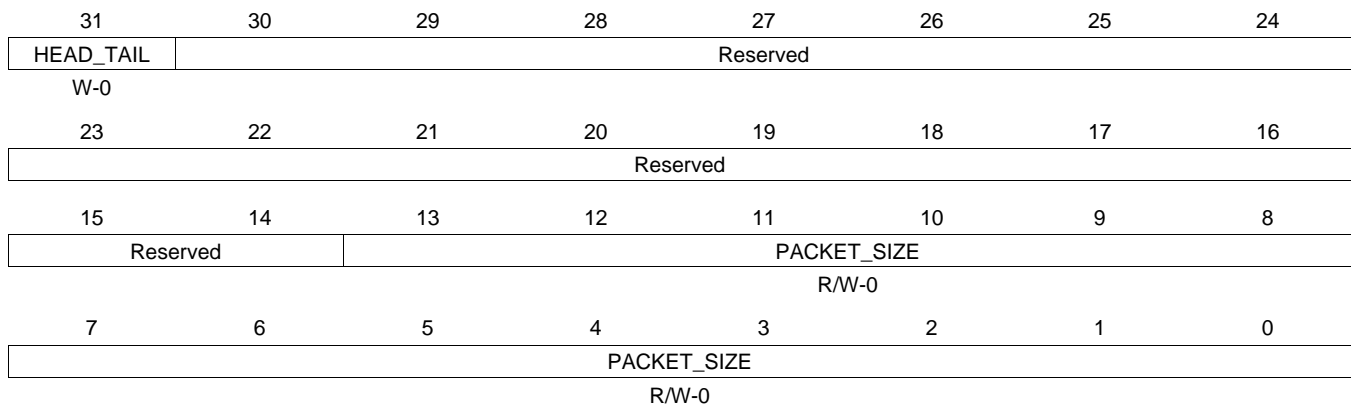 31 30 29 28 27 26 25 24
HEAD_TAIL Reserved
W-0
23 22 21 20 19 18 17 16
Reserved
15 14 13 12 11 10 9 8
Reserved PACKET_SIZE
R/W-0
7 6 5 4 3 2 1 0
PACKET_SIZE
R/W-0